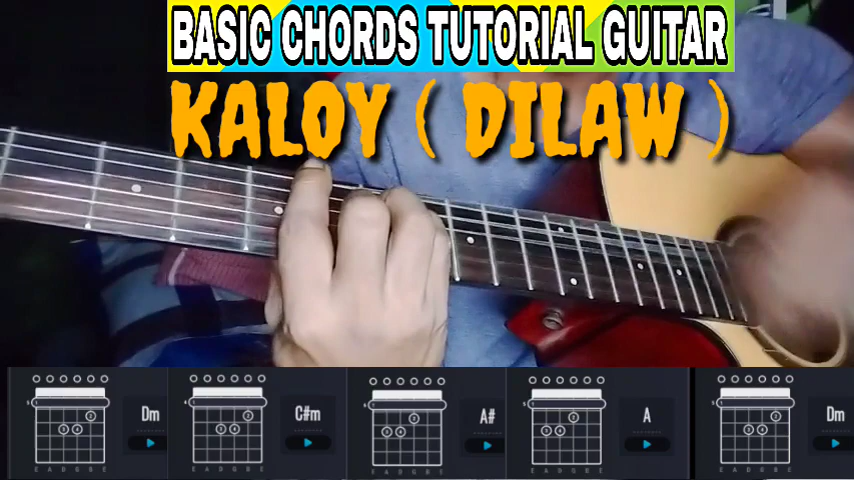 BASIC CHORDS TUTORIAL GUITAR
KALOY ( DILAW )
Dm
C#m
A#
A
Dm
E A D G B E
E A D G B E
E A D G B E
E A D G B E
E A D G B E